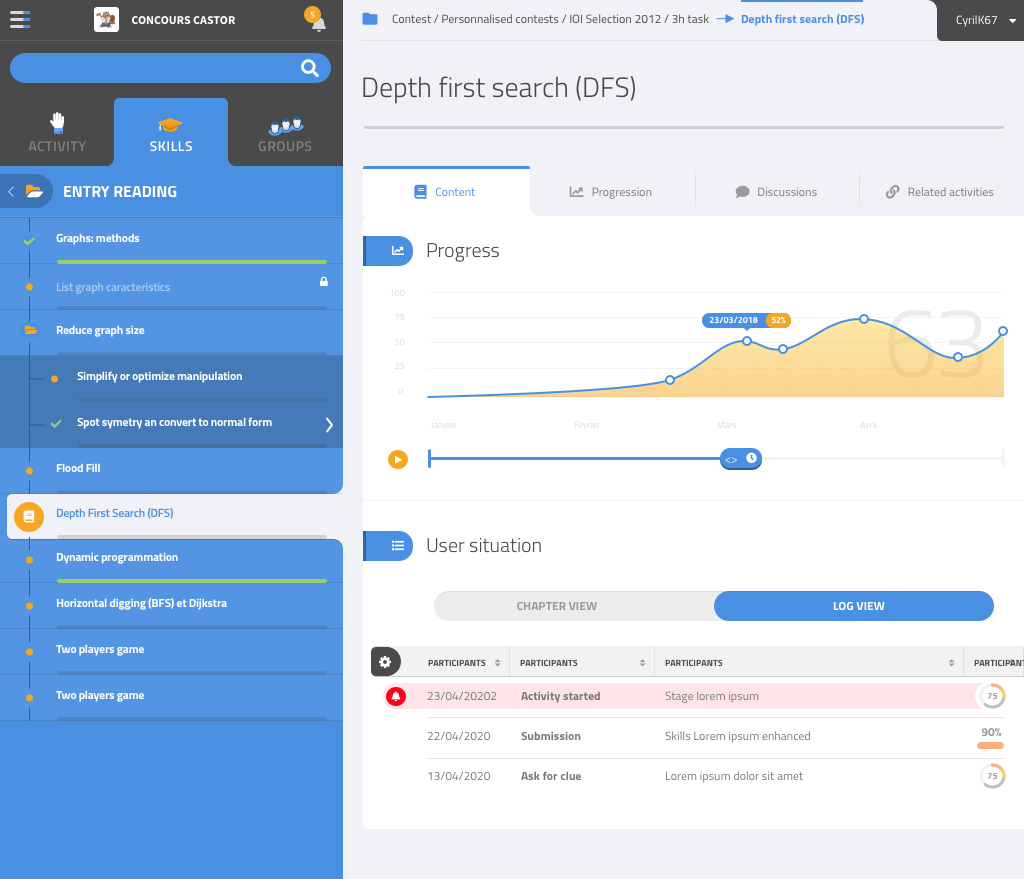 CONCOURS CASTOR
5
ACTIVITY
SKILLS
GROUPS
ENTRY READING
Graphs: methods
List graph caracteristics
Reduce graph size
Simplify or optimize manipulation
Spot symetry an convert to normal form
Flood Fill
Depth First Search (DFS)
Dynamic programmation
Horizontal digging (BFS) et Dijkstra
Two players game
Two players game
Contest / Personnalised contests / IOI Selection 2012 / 3h task
Depth first search (DFS)
CyrilK67
Depth first search (DFS)
Content
Progression
Discussions
Related activities
Progress
100
75
50
25
0
23/03/2018
52%
63
Janvier
Février
Mars
Avril
<>
User situation
CHAPTER VIEW
LOG VIEW
PARTICIPANTS
PARTICIPANTS
PARTICIPANTS
PARTICIPANT
23/04/20202
Activity started
Stage lorem ipsum
75
22/04/2020
Submission
Skills Lorem ipsum enhanced
90%
13/04/2020
Ask for clue
Lorem ipsum dolor sit amet
75